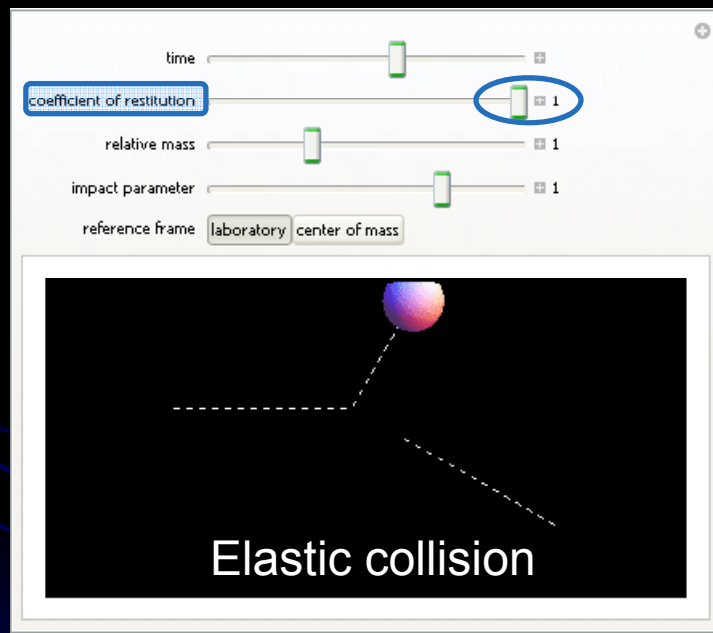 time
coefficient of restitution 1
relative mass 1
impact parameter 1
reference frame laboratory center of mass
Elastic collision